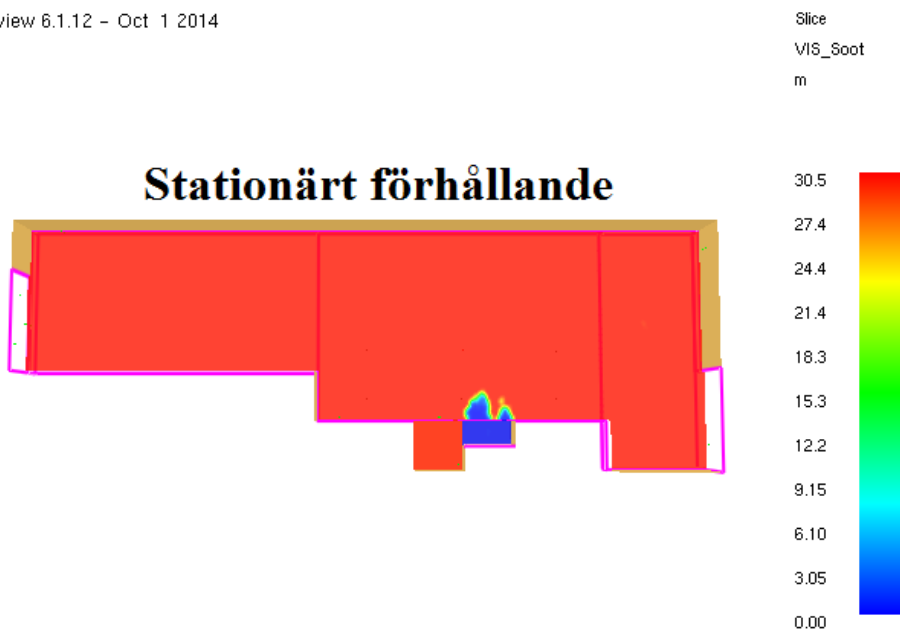 view 6.1.12 - Oct 1 2014
Slice
VIS_Soot
m
Stationärt förhållande
30.5
27.4
24.4
21.4
18.3
15.3
12.2
9.15
6.10
3.05
0.00